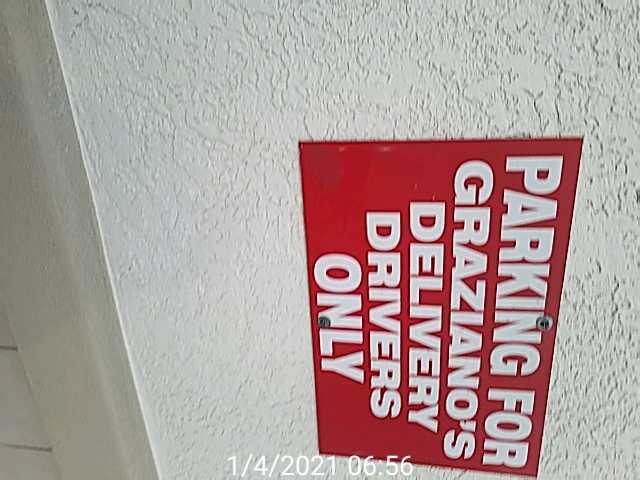 PARKING FOR
GRAZIANO'S
DELIVERY
DRIVERS
ONLY
1/4/2021 06:56